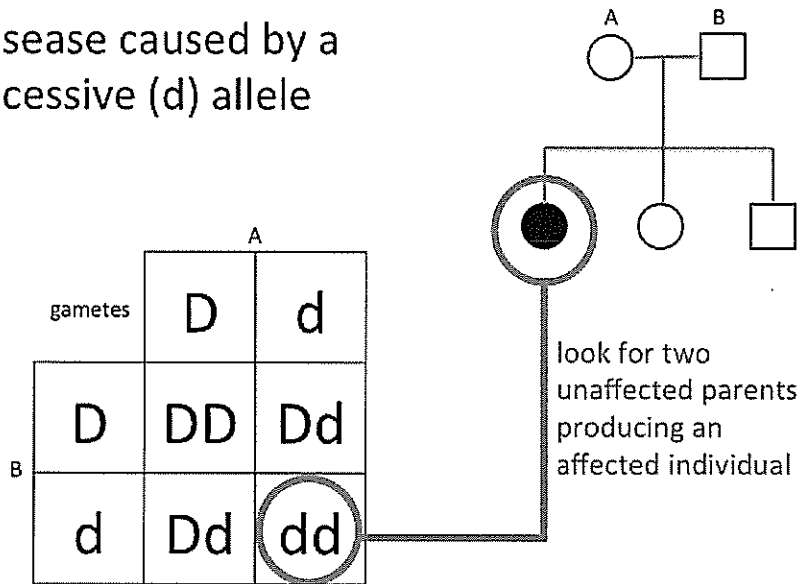 sease caused by a
cessive (d) allele
A B
A
gametes D d
D DD Dd
B
d Dd dd
look for two
unaffected parents
producing an
affected individual